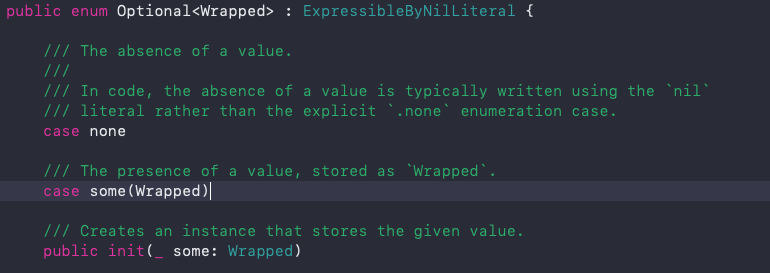 public enum Optional<Wrapped> : ExpressibleByNilLiteral {
/// The absence of a value.
///
/// In code, the absence of a value is typically written using the `nil`
/// literal rather than the explicit `.none` enumeration case.
case none
/// The presence of a value, stored as `Wrapped`.
case some(Wrapped)
/// Creates an instance that stores the given value.
public init(_ some: Wrapped)